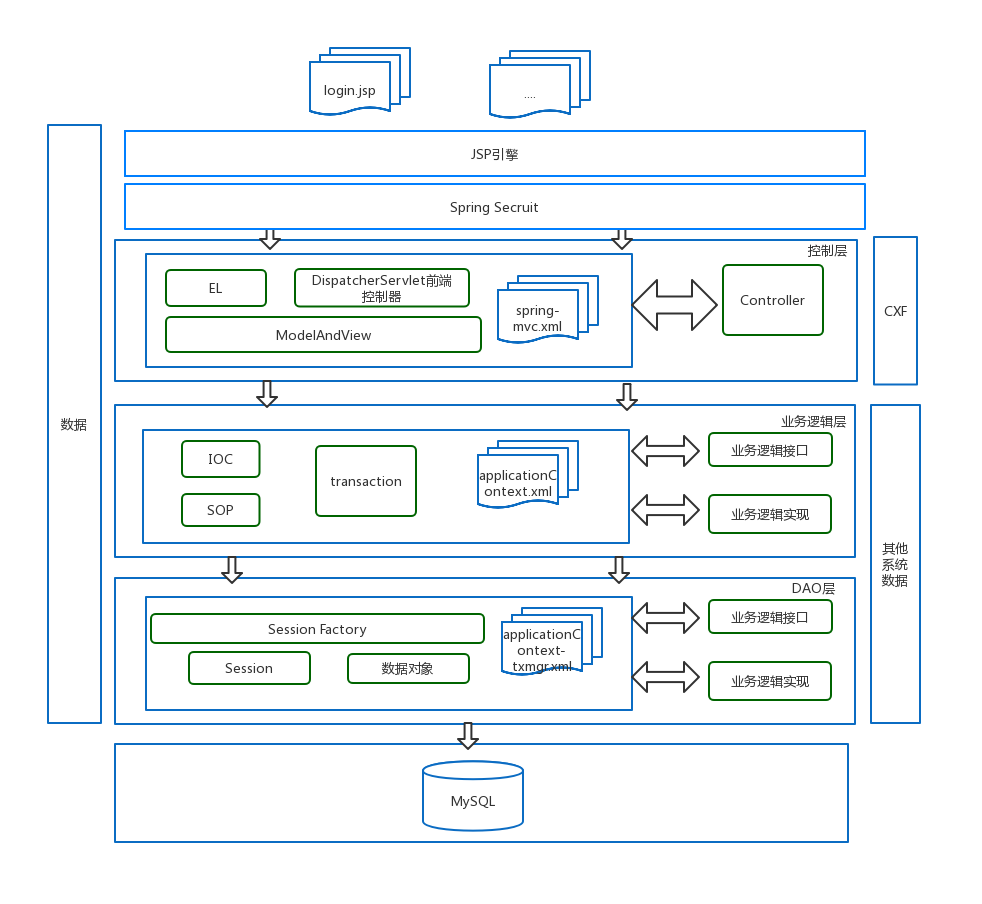 login.jsp
....
JSP引擎
Spring Secruit
控制层
EL
DispatcherServlet前端
控制器
ModelAndView
spring-
mvc.xml
Controller
CXF
数据
业务逻辑层
IOC
SOP
transaction
applicationC
ontext.xml
业务逻辑接口
业务逻辑实现
其他
系统
数据
DAO层
Session Factory
Session
数据对象
applicationC
ontext-
txmgr.xml
业务逻辑接口
业务逻辑实现
MySQL